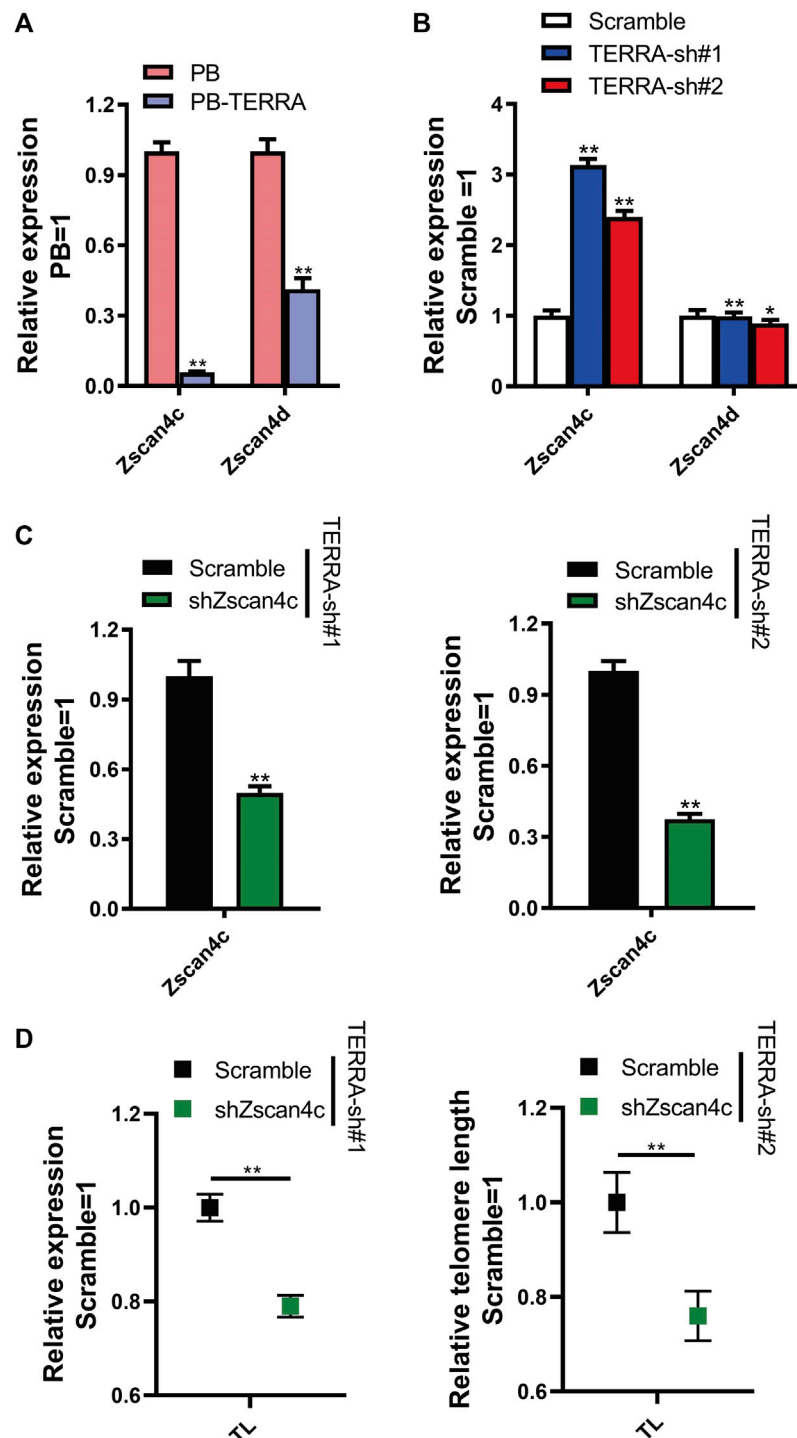 A
PB
PB-TERRA
Relative expression
PB=1
1.2
0.9
0.6
0.3
0.0
**
**
Zscan4c
Zscan4d
B
Scramble
TERRA-sh#1
TERRA-sh#2
Relative expression
Scramble =1
4
3
2
1
0
**
**
**
*
Zscan4c
Zscan4d
C
Scramble
shZscan4c
TERRA-sh#1
Relative expression
Scramble=1
1.2
0.9
0.6
0.3
0.0
**
Zscan4c
Scramble
shZscan4c
TERRA-sh#2
Relative expression
Scramble=1
1.2
0.9
0.6
0.3
0.0
**
Zscan4c
D
Scramble
shZscan4c
TERRA-sh#1
Relative expression
Scramble=1
1.2
1.0
0.8
0.6
**
TL
Scramble
shZscan4c
TERRA-sh#2
Relative telomere length
Scramble=1
1.2
1.0
0.8
0.6
**
TL